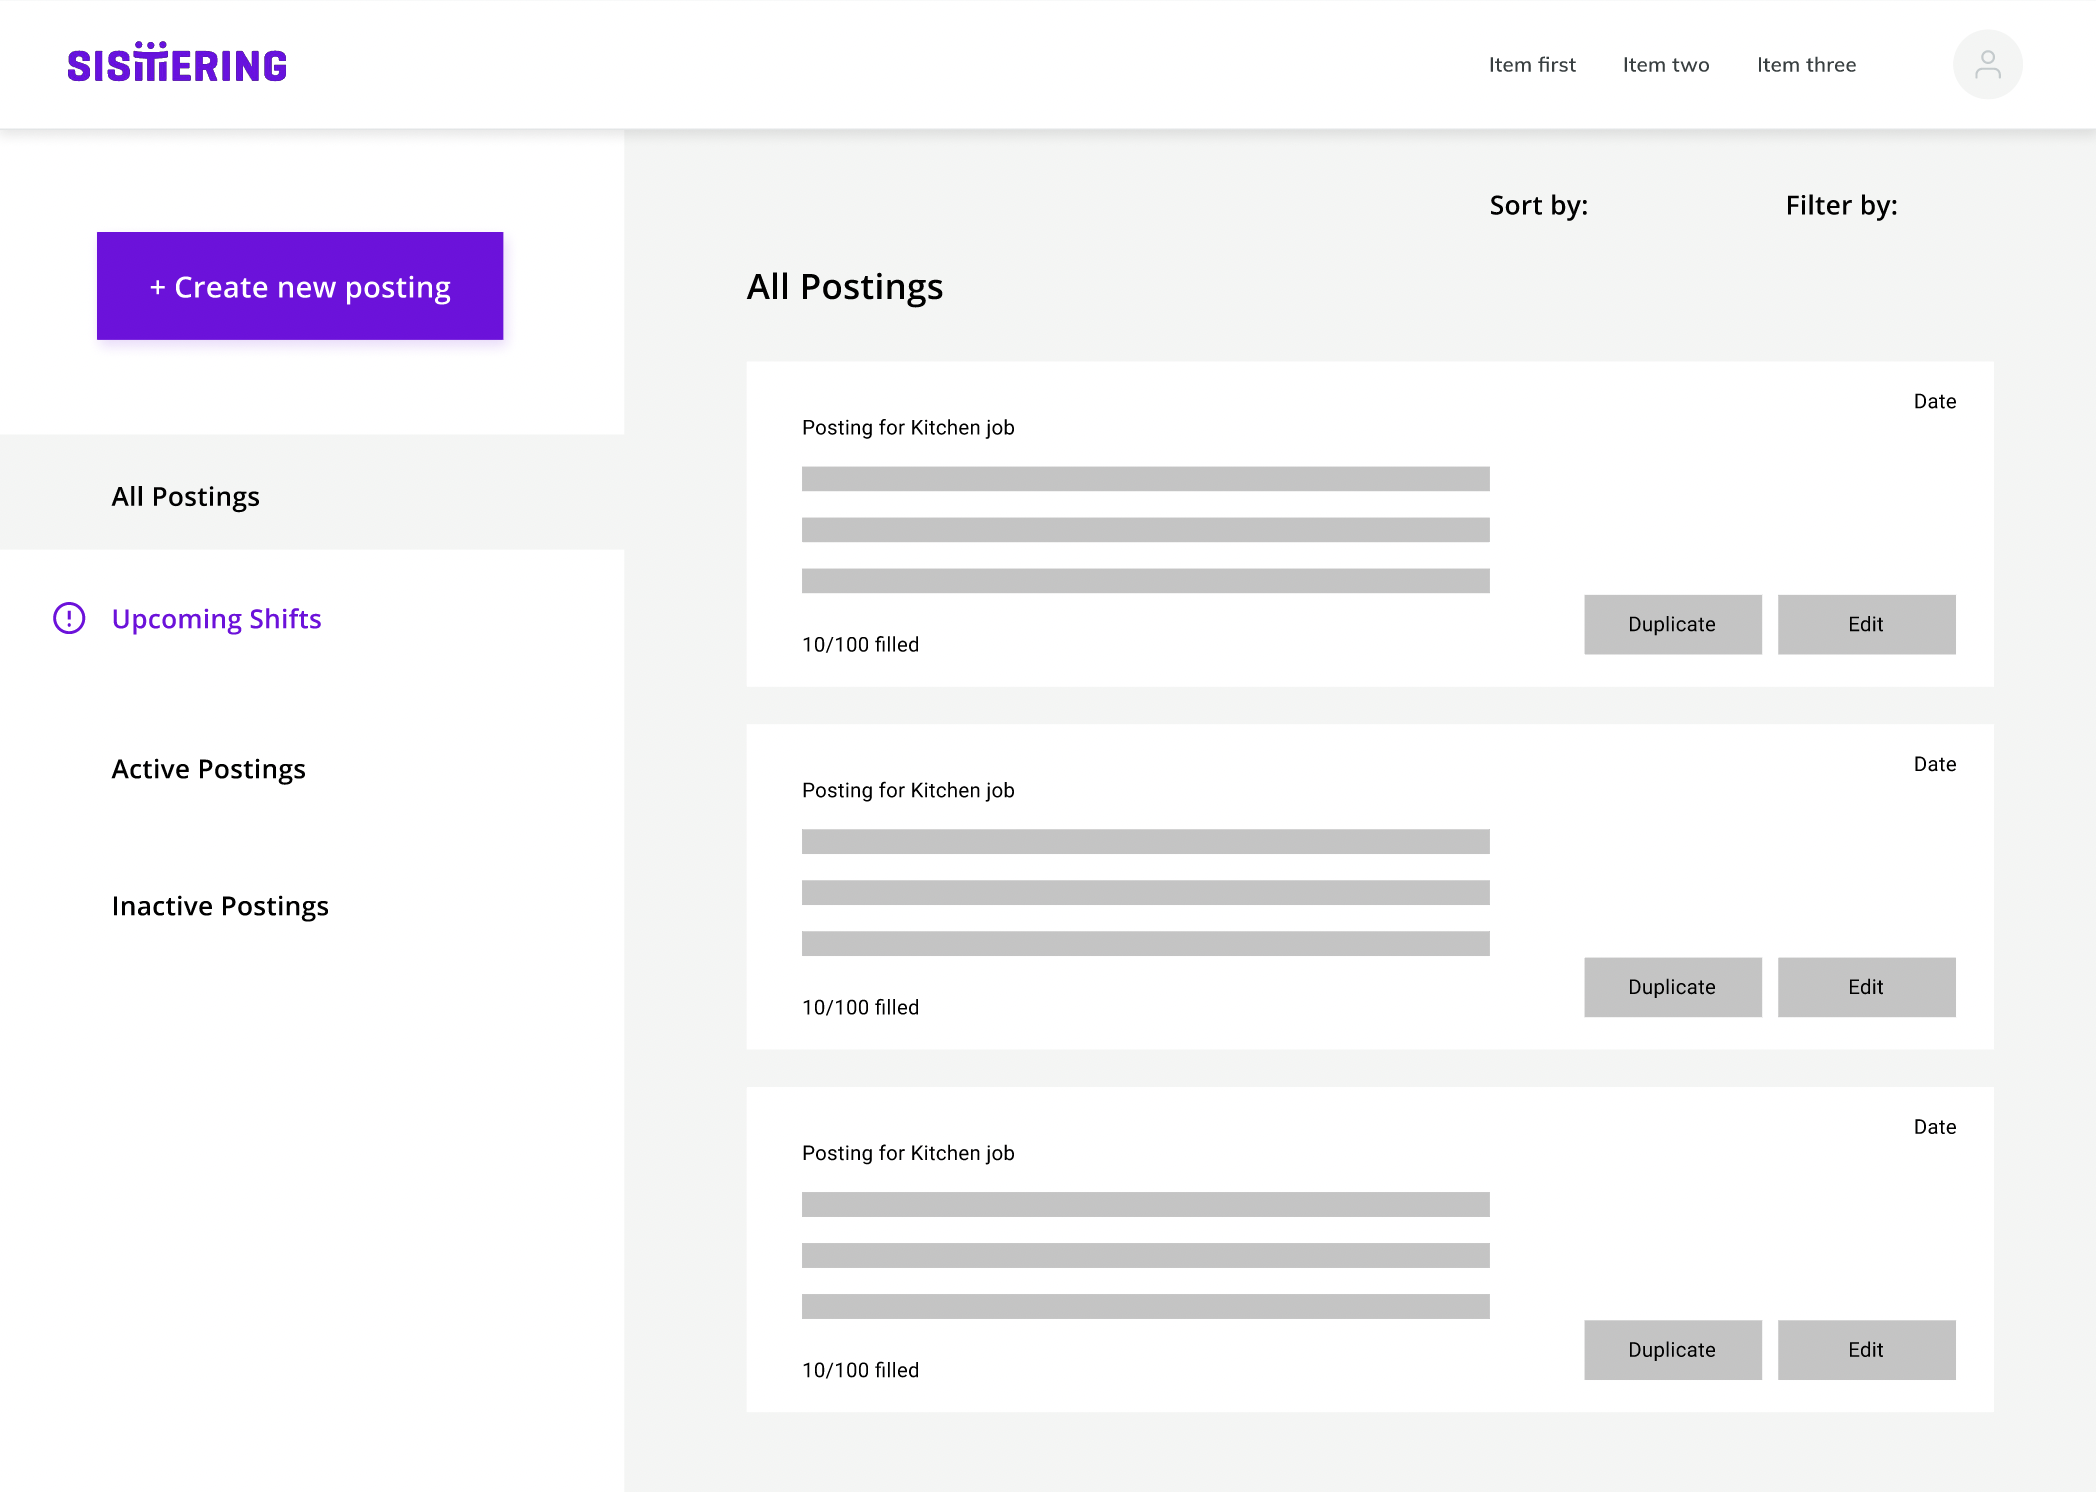 SISTERING
Item first
Item two
Item three
+ Create new posting
All Postings
Upcoming Shifts
Active Postings
Inactive Postings
Sort by:
Filter by:
All Postings
Date
Posting for Kitchen job
10/100 filled
Duplicate
Edit
Date
Posting for Kitchen job
10/100 filled
Duplicate
Edit
Date
Posting for Kitchen job
10/100 filled
Duplicate
Edit